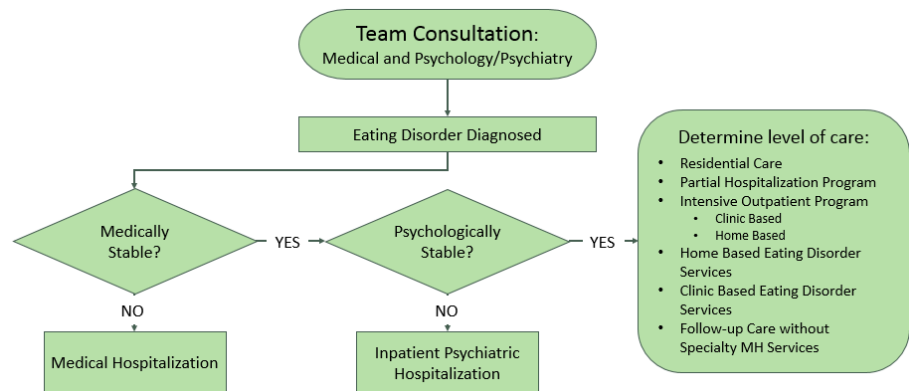 Team Consultation:
Medical and Psychology/Psychiatry
Eating Disorder Diagnosed
Medically
Stable?
YES
Psychologically
Stable?
YES
NO
NO
Medical Hospitalization
Inpatient Psychiatric
Hospitalization
Determine level of care:
• Residential Care
• Partial Hospitalization Program
• Intensive Outpatient Program
• Clinic Based
• Home Based
• Home Based Eating Disorder
Services
• Clinic Based Eating Disorder
Services
• Follow-up Care without
Specialty MH Services